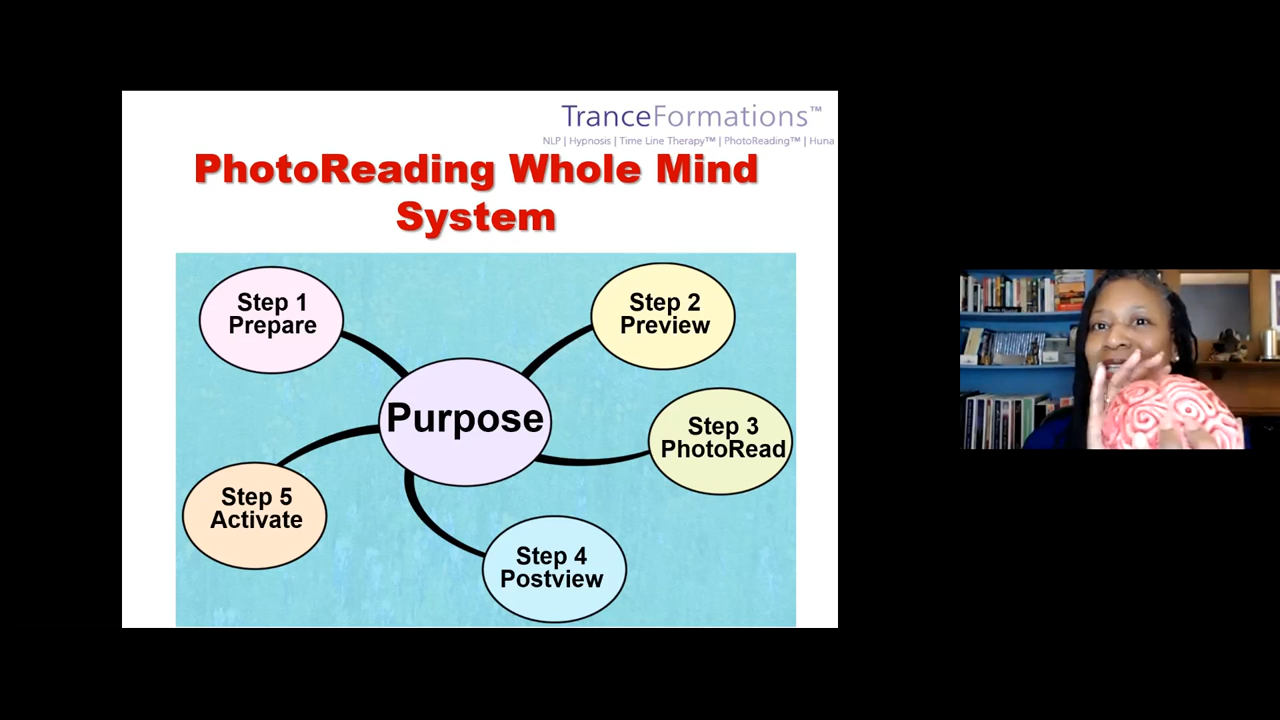 TranceFormations™
NLP | Hypnosis | Time Line Therapy™ | PhotoReading™ | Huna
PhotoReading Whole Mind
System
Step 1
Prepare
Step 2
Preview
Purpose
Step 3
PhotoRead
Step 5
Activate
Step 4
Postview